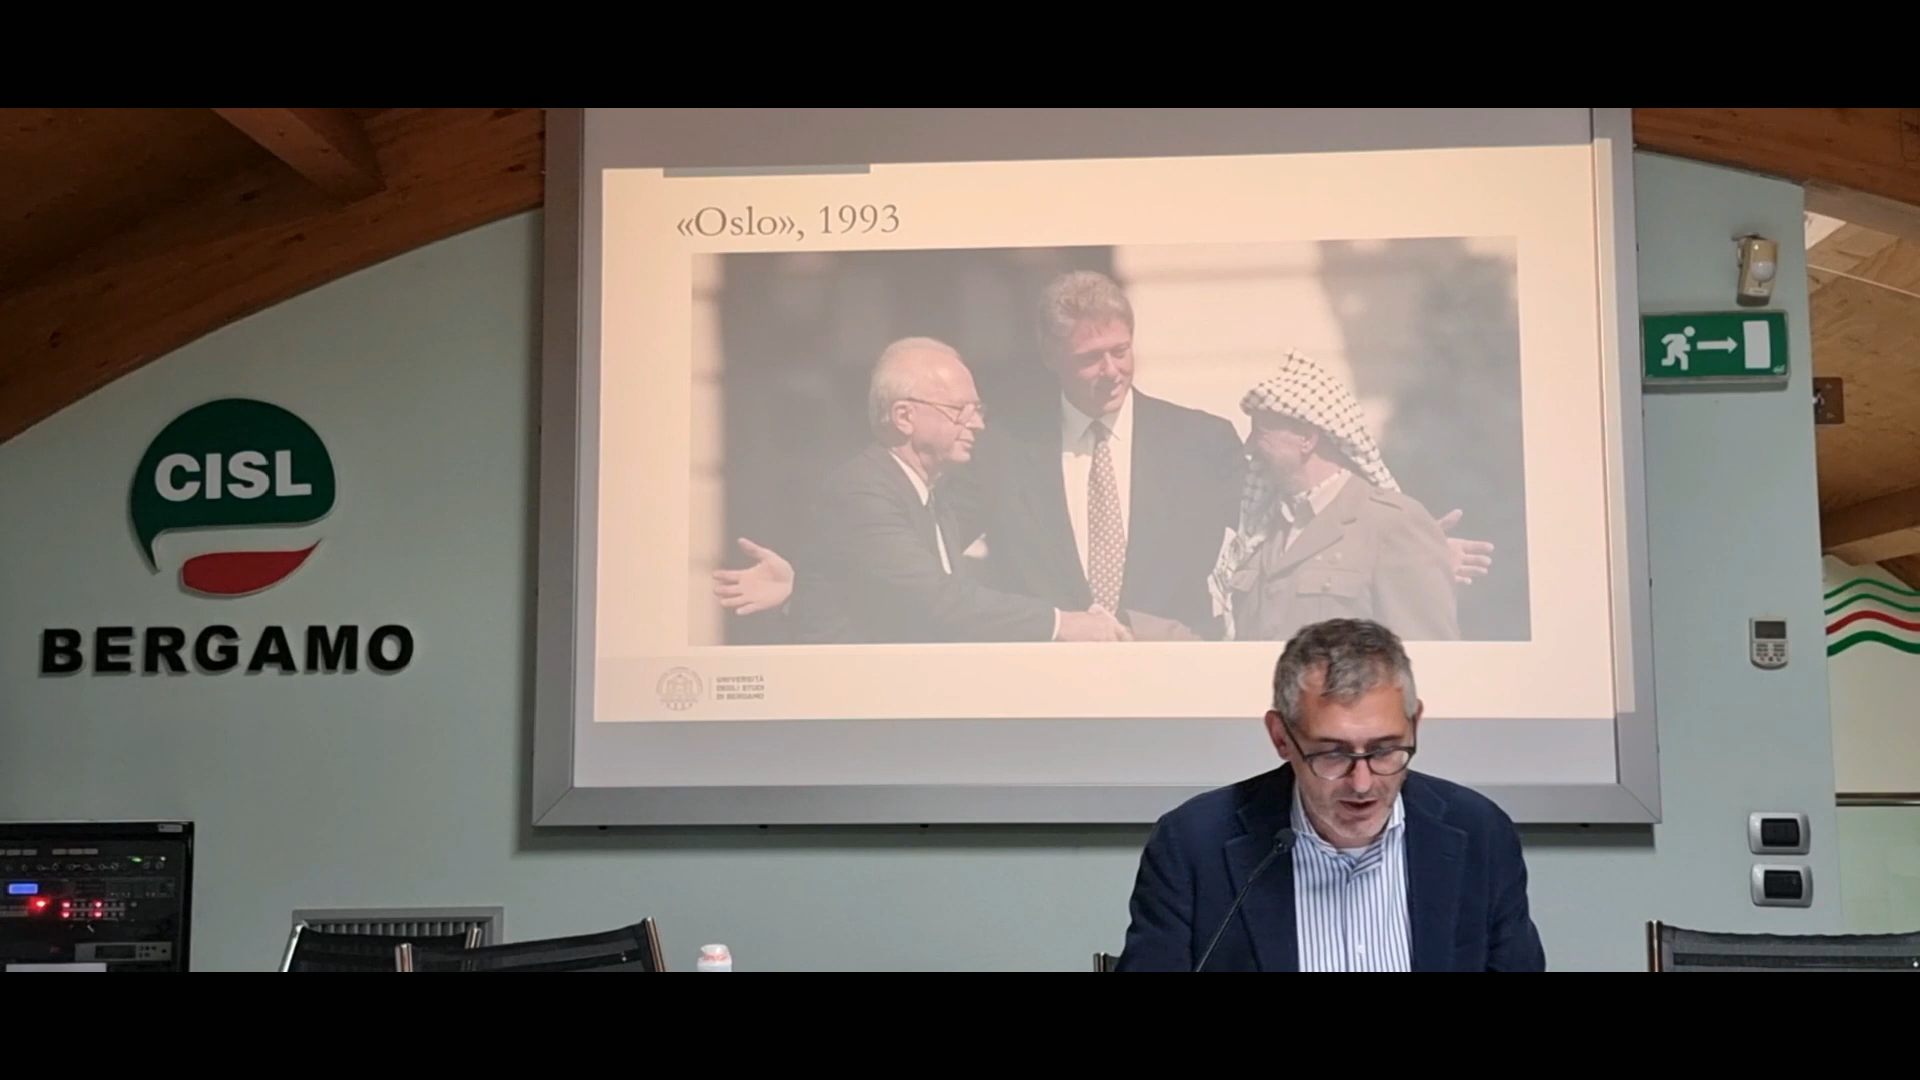 «Oslo», 1993
CISL
BERGAMO
UNIVERSITÀ
DEGLI STUDI
DI BERGAMO